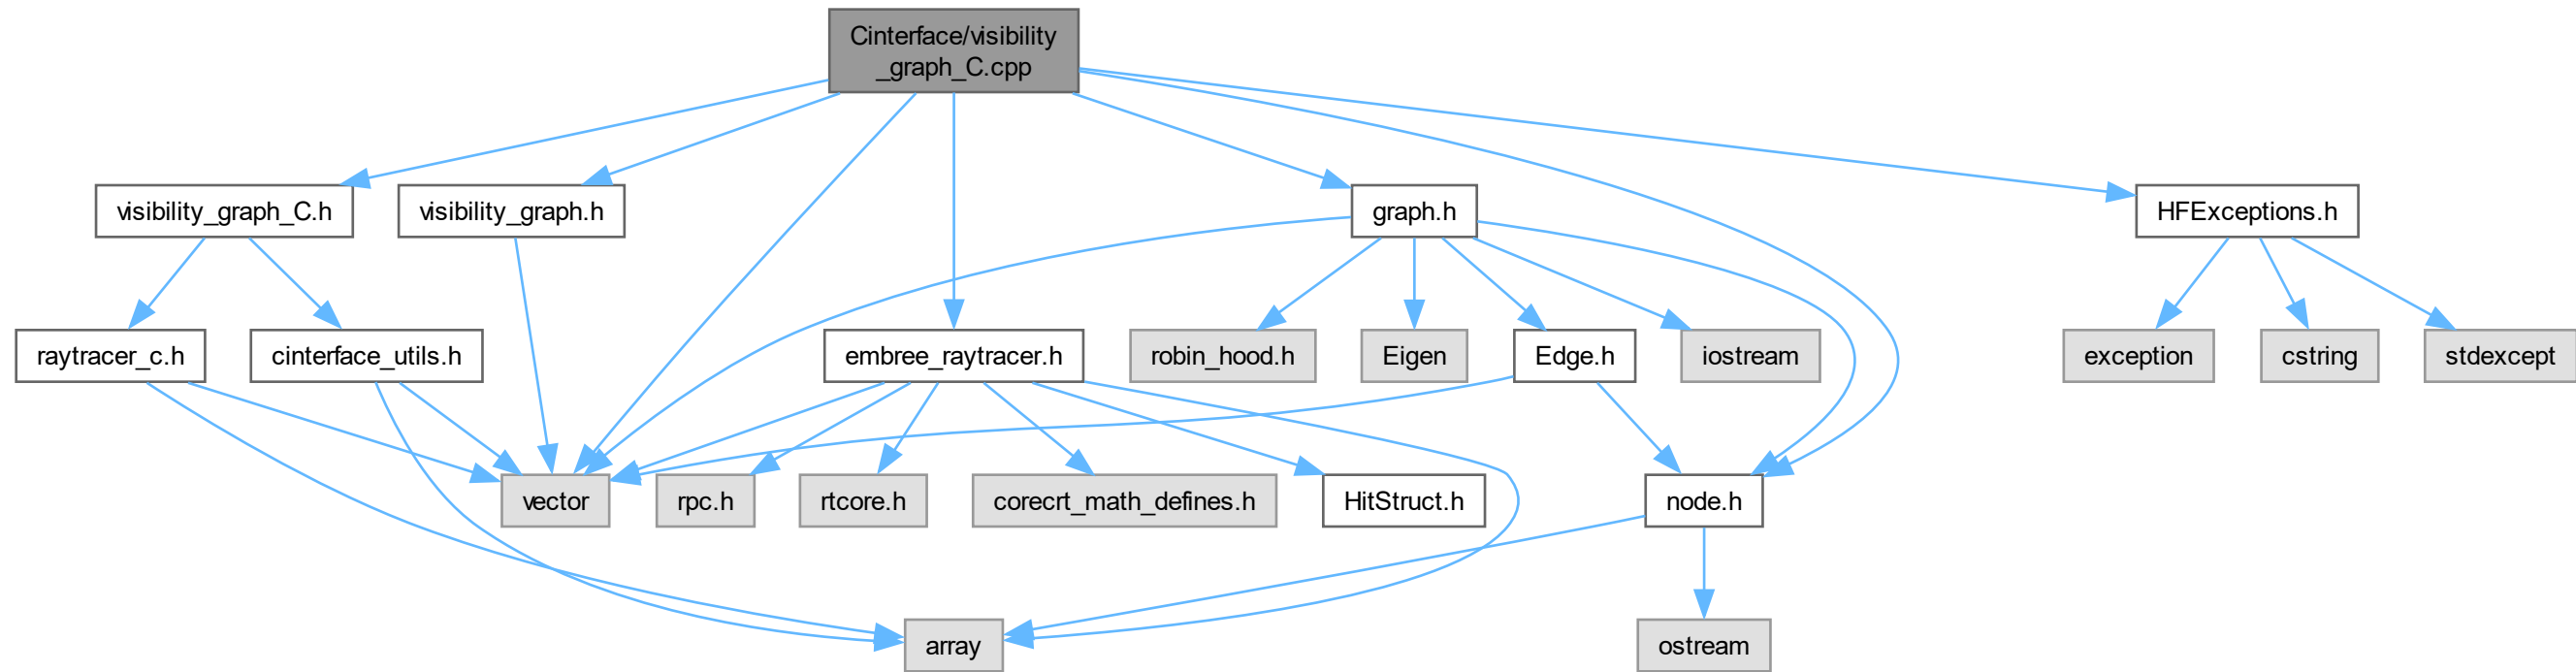 Cinterface/visibility
_graph_C.cpp
visibility_graph_C.h
visibility_graph.h
graph.h
HFExceptions.h
raytracer_c.h
cinterface_utils.h
embree_raytracer.h
robin_hood.h
Eigen
Edge.h
iostream
exception
cstring
stdexcept
vector
rpc.h
rtcore.h
corecrt_math_defines.h
HitStruct.h
node.h
array
ostream